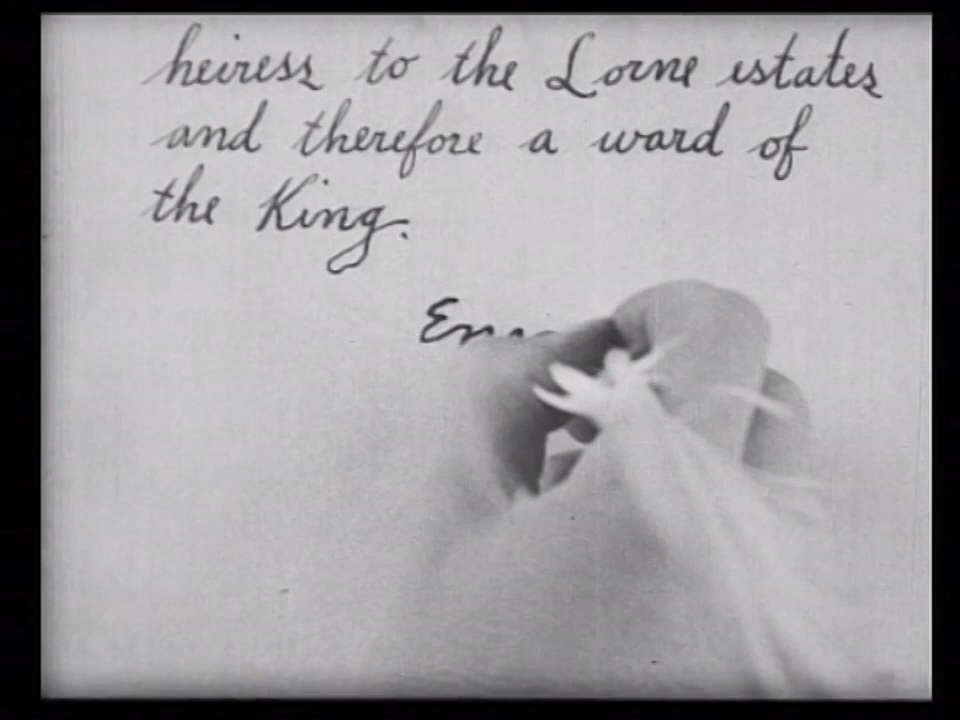 heiress to the Lorne estates
and therefore a ward of
the King.